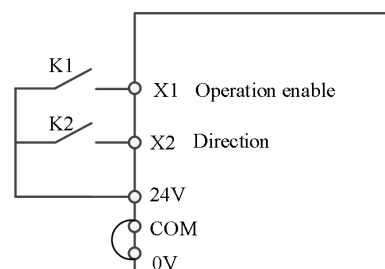 K1
X1 Operation enable
K2
X2 Direction
24V
COM
0V